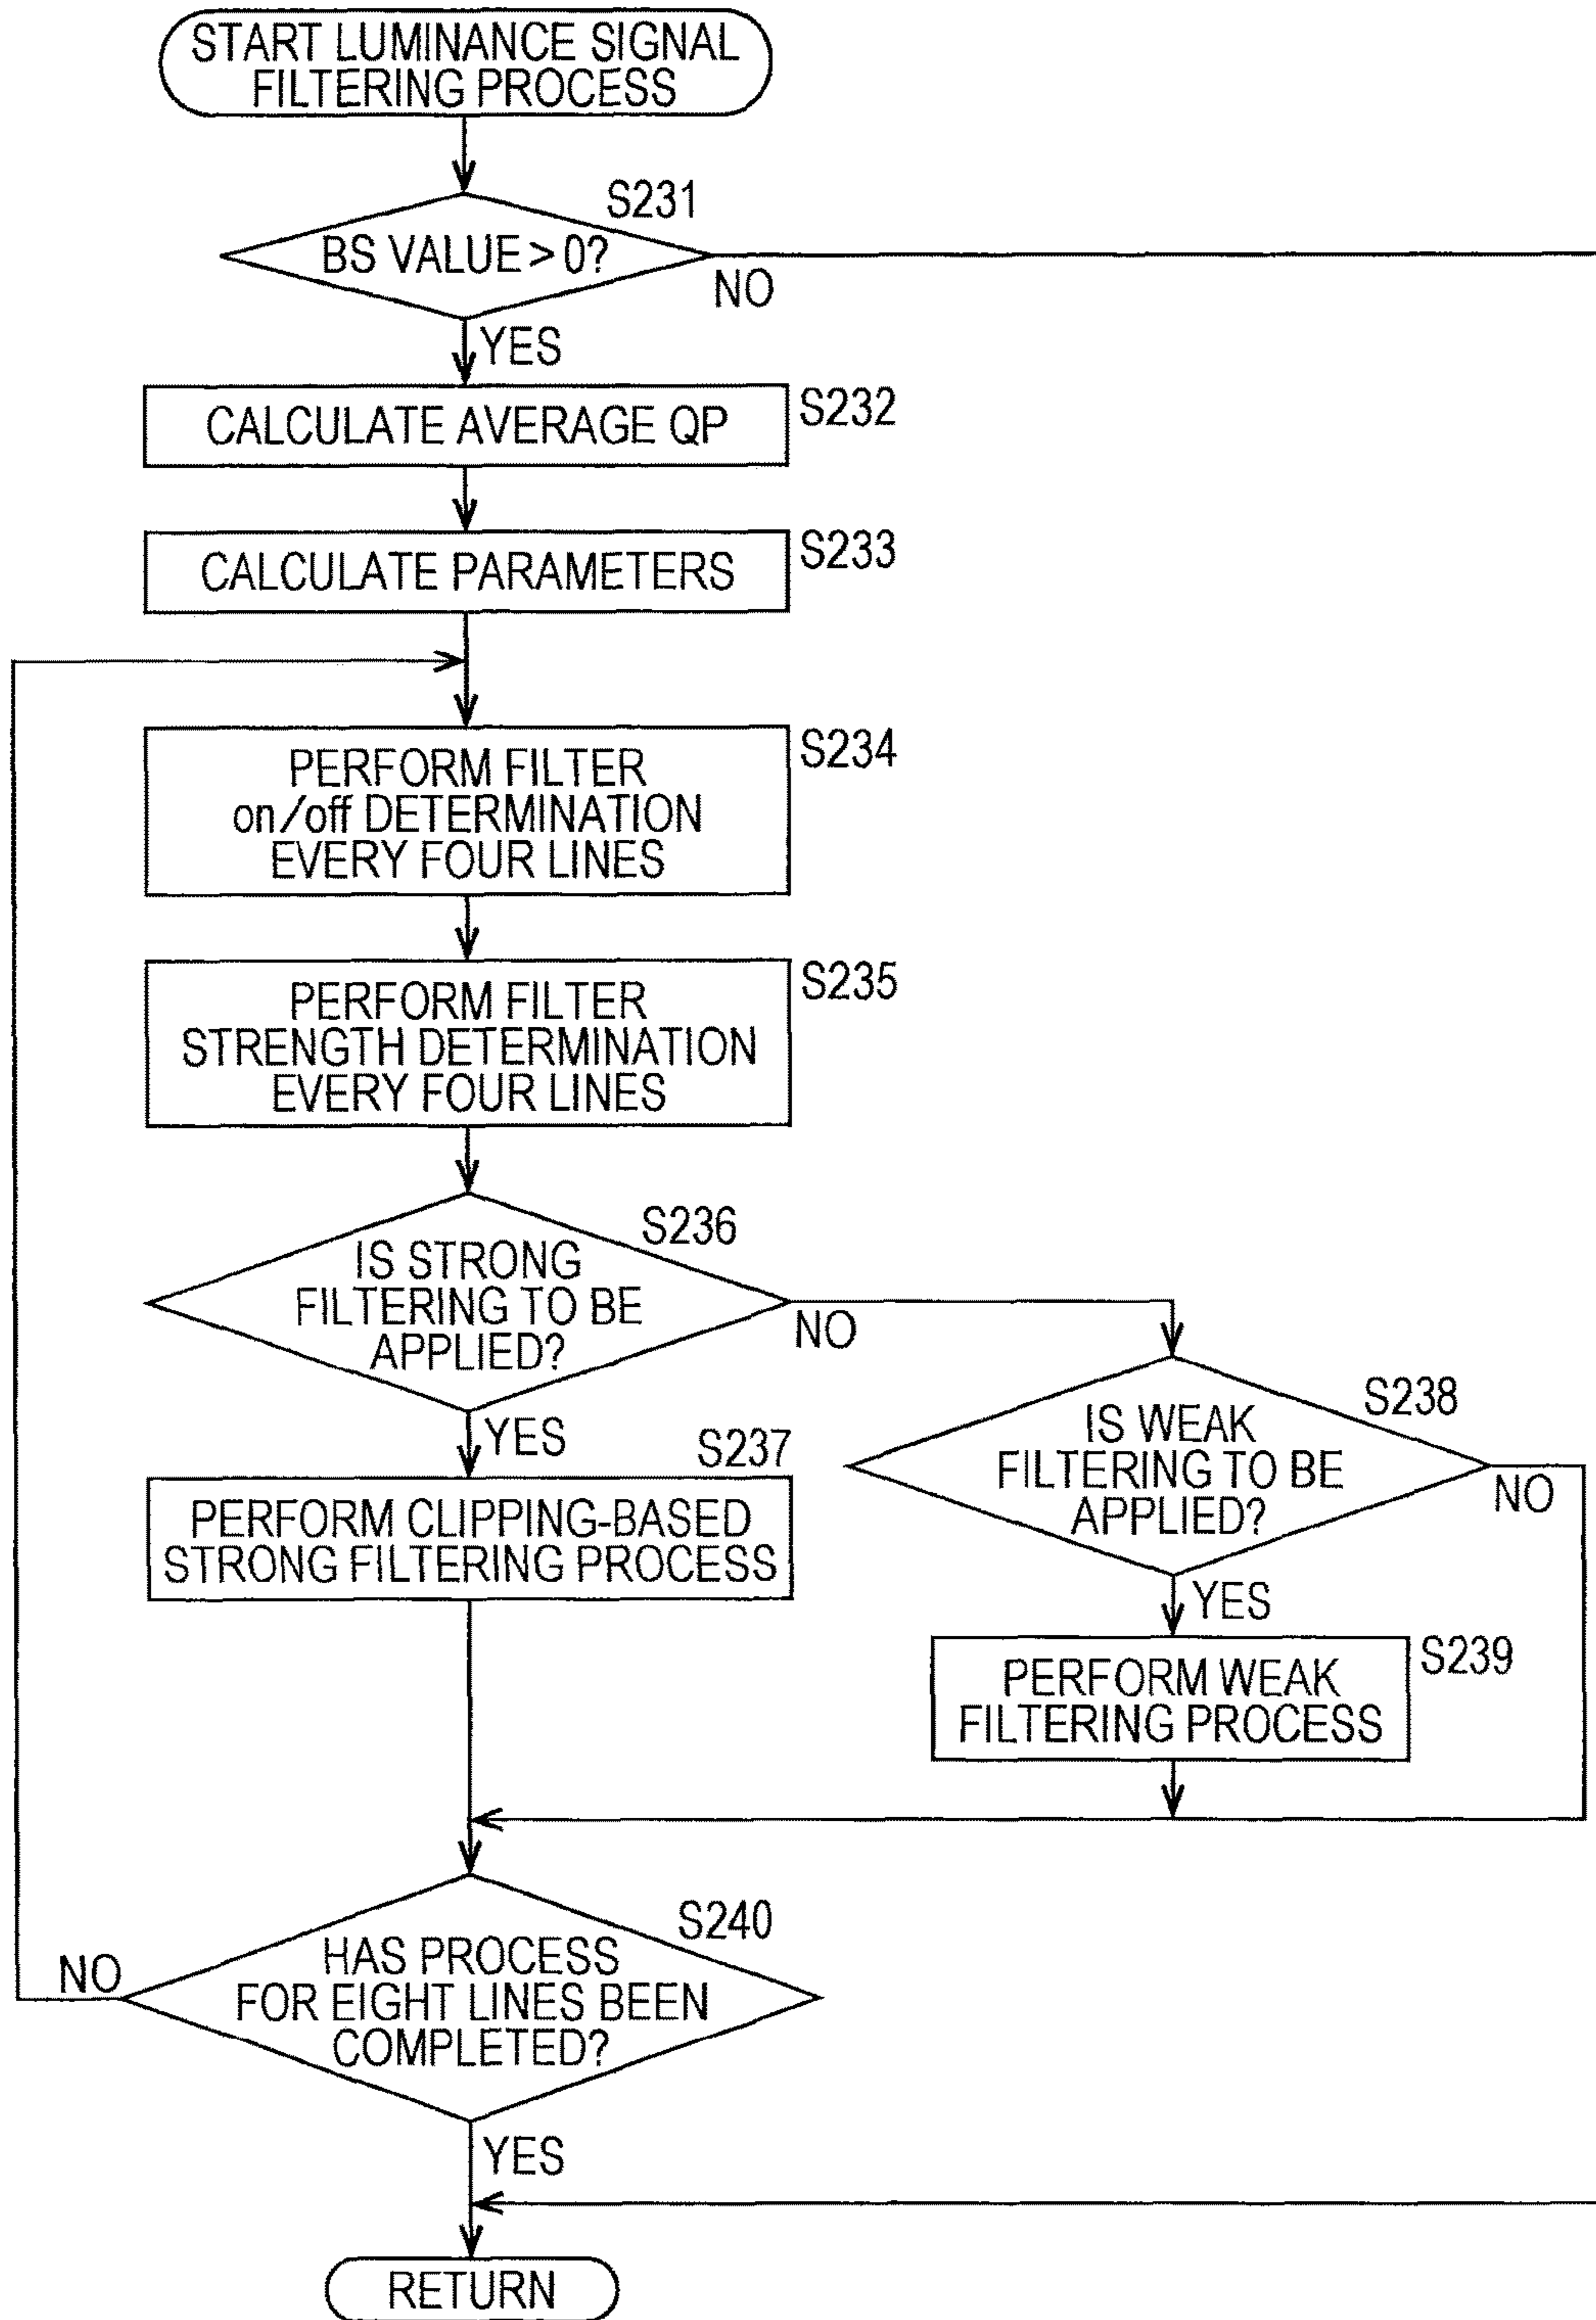 START LUMINANCE SIGNAL
FILTERING PROCESS
S231
BS VALUE > 0?
NO
YES
CALCULATE AVERAGE QP
S232
CALCULATE PARAMETERS
S233
PERFORM FILTER
on/off DETERMINATION
EVERY FOUR LINES
S234
PERFORM FILTER
STRENGTH DETERMINATION
EVERY FOUR LINES
S235
S236
IS STRONG
FILTERING TO BE
APPLIED?
NO
YES
S237
PERFORM CLIPPING-BASED
STRONG FILTERING PROCESS
S238
IS WEAK
FILTERING TO BE
APPLIED?
NO
YES
PERFORM WEAK
FILTERING PROCESS
S239
S240
HAS PROCESS
FOR EIGHT LINES BEEN
COMPLETED?
NO
YES
RETURN